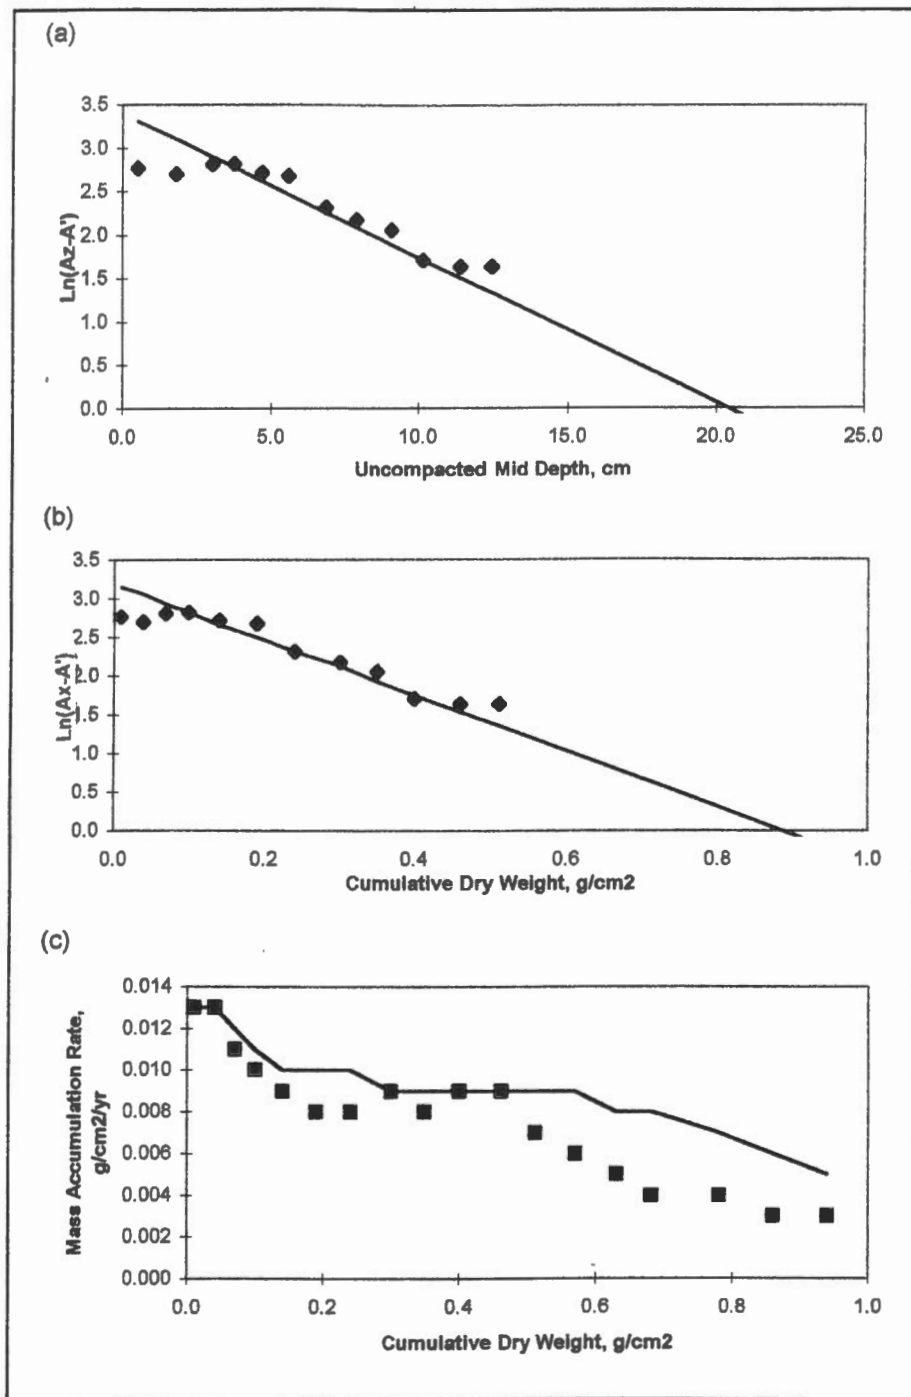 (a)
3.5
3.0
2.5
2.0
1.5
1.0
0.5
0.0
Ln(Az-A')
0.0 5.0 10.0 15.0 20.0 25.0
Uncompacted Mid Depth, cm
(b)
3.5
3.0
2.5
2.0
1.5
1.0
0.5
0.0
Ln(Ax-A')
0.0 0.2 0.4 0.6 0.8 1.0
Cumulative Dry Weight, g/cm2
(c)
0.014
0.012
0.010
0.008
0.006
0.004
0.002
0.000
Mass Accumulation Rate,
g/cm2/yr
0.0 0.2 0.4 0.6 0.8 1.0
Cumulative Dry Weight, g/cm2